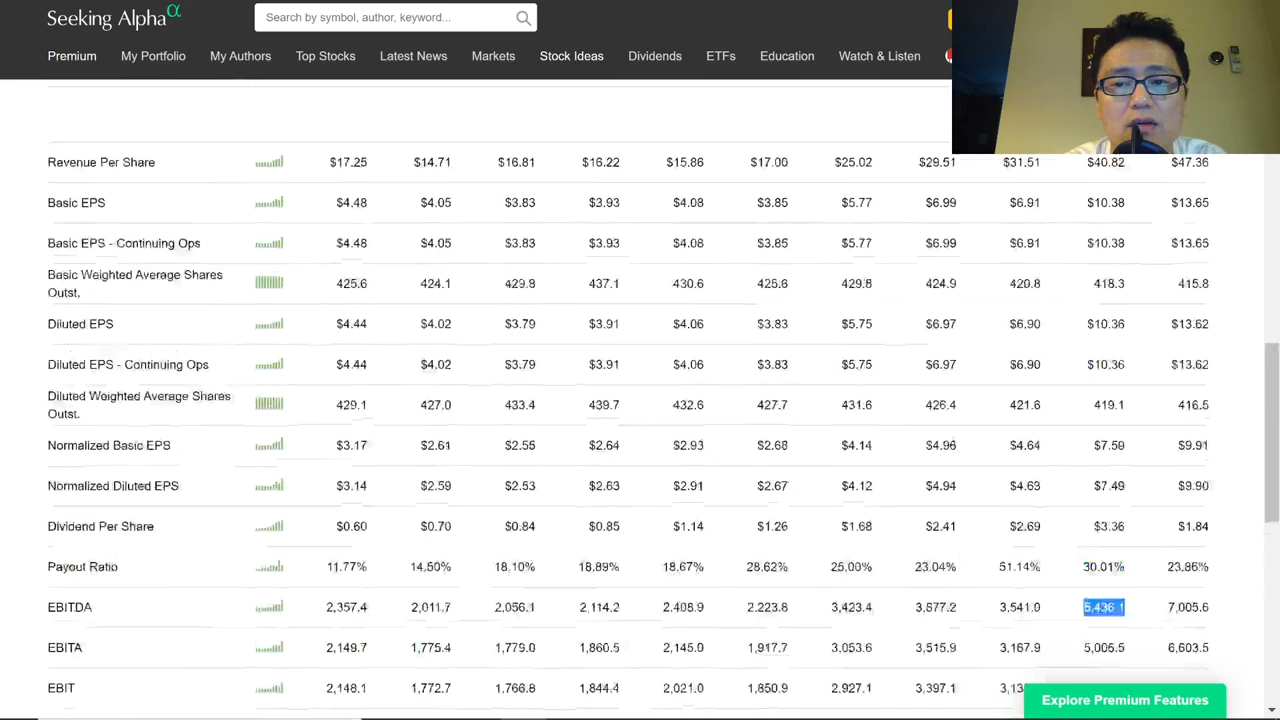 Seeking Alpha α
Search by symbol, author, keyword...
Premium My Portfolio My Authors Top Stocks Latest News Markets Stock Ideas Dividends ETFs Education Watch & Listen
Revenue Per Share $17.25 $14.71 $16.81 $16.22 $15.86 $17.00 $25.02 $29.51 $31.51 $40.82 $47.36
Basic EPS $4.48 $4.05 $3.83 $3.93 $4.08 $3.85 $5.77 $6.99 $6.91 $10.38 $13.65
Basic EPS - Continuing Ops $4.48 $4.05 $3.83 $3.93 $4.08 $3.85 $5.77 $6.99 $6.91 $10.38 $13.65
Basic Weighted Average Shares
Outst. 425.6 424.1 429.8 437.1 430.6 425.6 429.8 424.9 420.8 418.3 415.8
Diluted EPS $4.44 $4.02 $3.79 $3.91 $4.06 $3.83 $5.75 $6.97 $6.90 $10.36 $13.62
Diluted EPS - Continuing Ops $4.44 $4.02 $3.79 $3.91 $4.06 $3.83 $5.75 $6.97 $6.90 $10.36 $13.62
Diluted Weighted Average Shares
Outst. 429.1 427.0 433.4 439.7 432.6 427.7 431.6 426.4 421.6 419.1 416.5
Normalized Basic EPS $3.17 $2.61 $2.55 $2.64 $2.93 $2.68 $4.14 $4.96 $4.64 $7.50 $9.91
Normalized Diluted EPS $3.14 $2.59 $2.53 $2.63 $2.91 $2.67 $4.12 $4.94 $4.63 $7.49 $9.90
Dividend Per Share $0.60 $0.70 $0.84 $0.85 $1.14 $1.26 $1.68 $2.41 $2.69 $3.36 $1.84
Payout Ratio 11.77% 14.50% 18.10% 18.89% 18.67% 28.62% 25.00% 23.04% 51.14% 30.01% 23.86%
EBITDA 2,357.4 2,011.7 2,056.1 2,114.2 2,408.9 2,223.8 3,423.4 3,877.2 3,541.0 5,436.1 7,005.6
EBITA 2,149.7 1,775.4 1,779.0 1,860.5 2,145.0 1,917.7 3,053.6 3,515.9 3,167.9 5,005.5 6,603.5
EBIT 2,148.1 1,772.7 1,766.8 1,844.4 2,021.0 1,850.9 2,927.1 3,397.1
Explore Premium Features